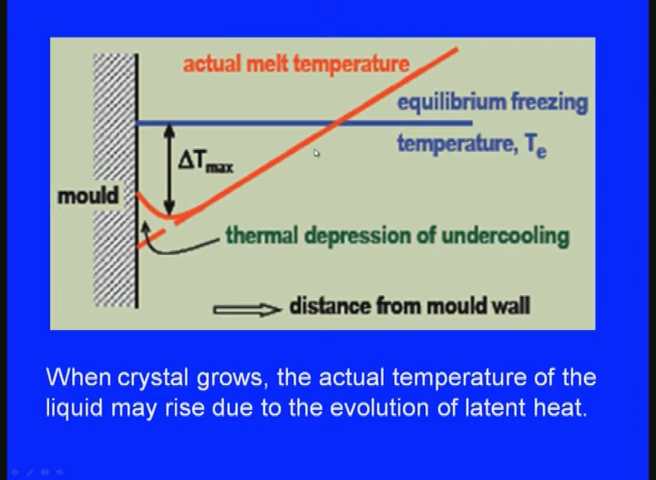 actual melt temperature
equilibrium freezing
temperature, Te
ΔTmax
mould
thermal depression of undercooling
distance from mould wall
When crystal grows, the actual temperature of the
liquid may rise due to the evolution of latent heat.